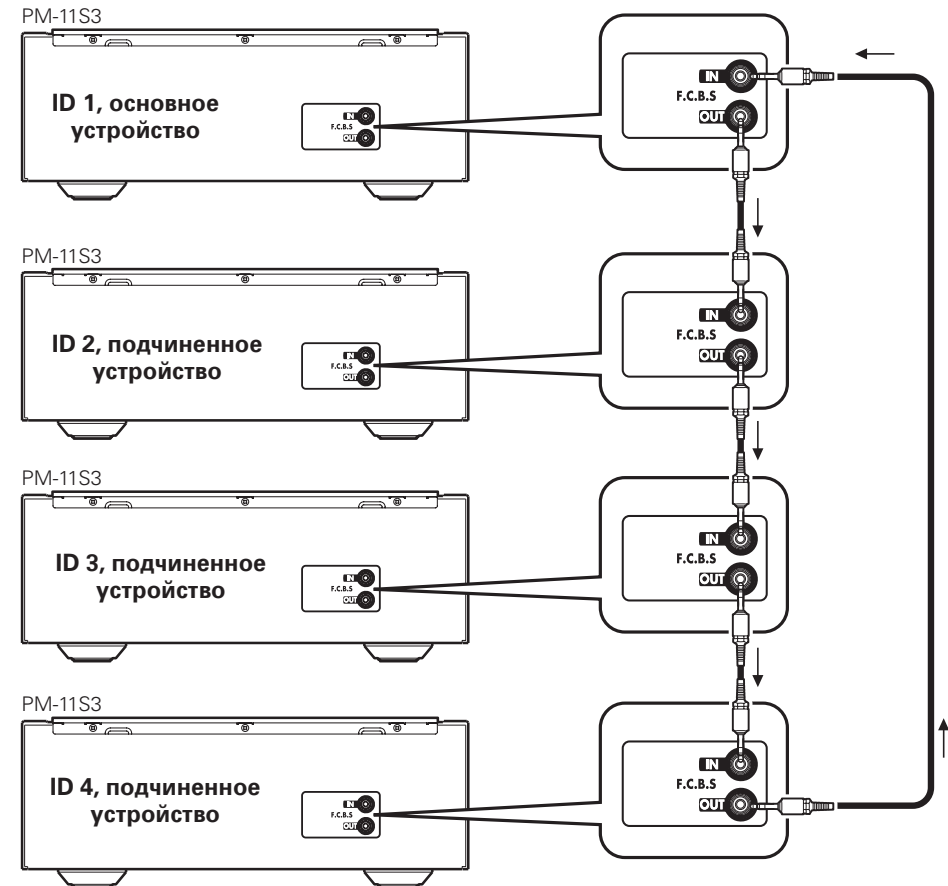 PM-11S3
ID 1, основное
устройство
IN
F.C.B.S
OUT
IN
F.C.B.S
OUT
PM-11S3
ID 2, подчиненное
устройство
IN
F.C.B.S
OUT
IN
F.C.B.S
OUT
PM-11S3
ID 3, подчиненное
устройство
IN
F.C.B.S
OUT
IN
F.C.B.S
OUT
PM-11S3
ID 4, подчиненное
устройство
IN
F.C.B.S
OUT
IN
F.C.B.S
OUT